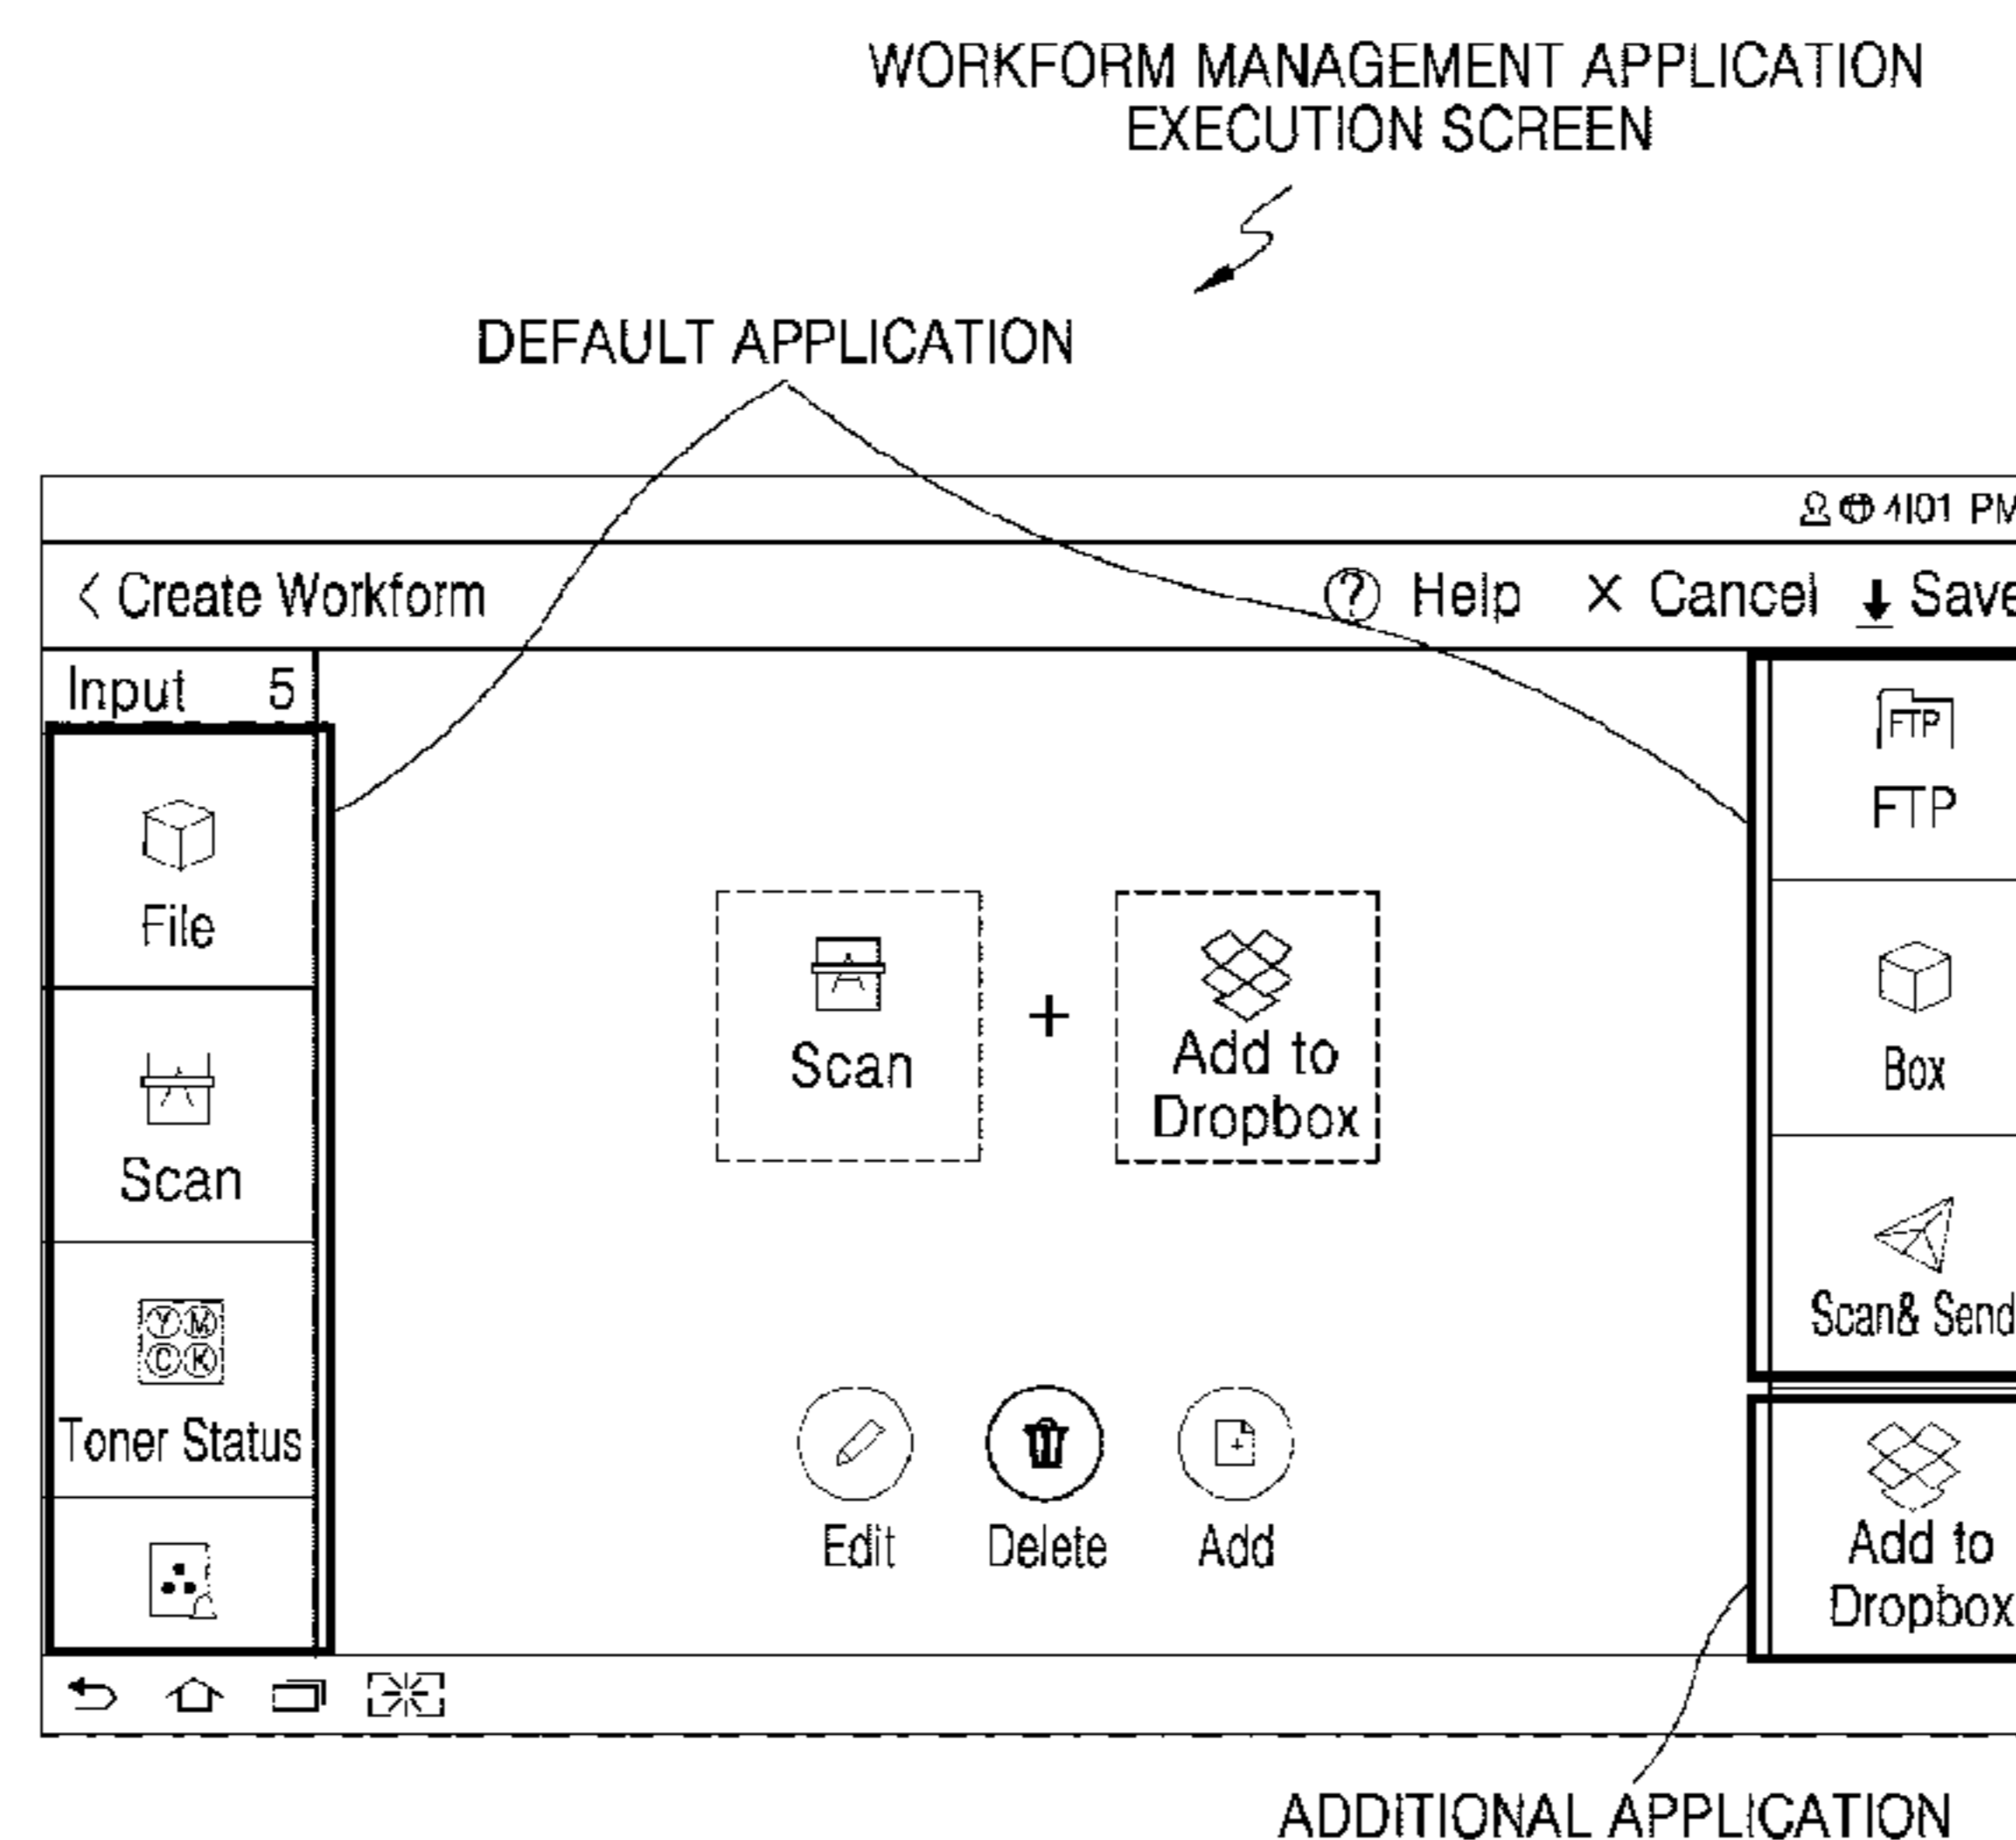 WORKFORM MANAGEMENT APPLICATION
EXECUTION SCREEN
DEFAULT APPLICATION
PM
< Create Workform
? Help × Cancel Save
Input 5
File
Scan
Y M
C K
Toner Status
Scan
+
Add to
Dropbox
Edit Delete Add
FTP
FTP
Box
Scan& Send
Add to
Dropbox
ADDITIONAL APPLICATION